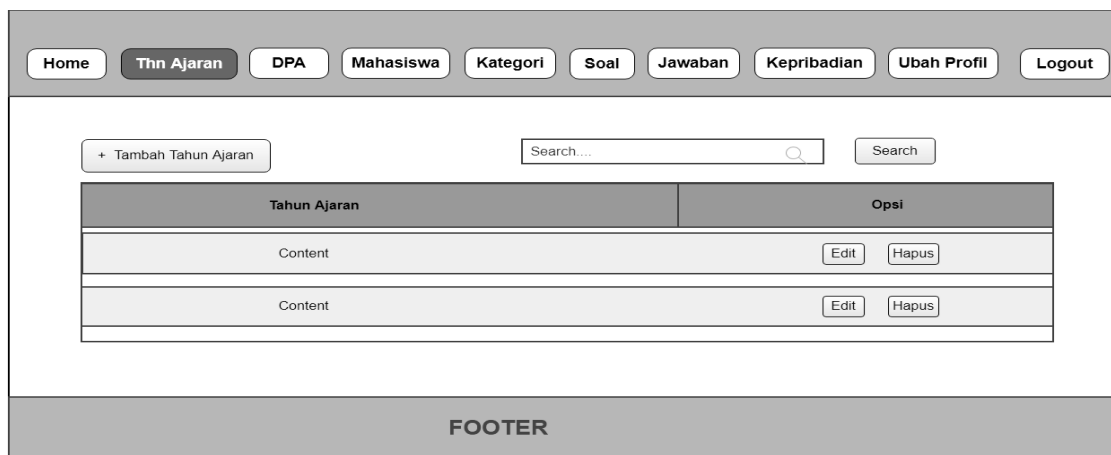 Home Thn Ajaran DPA Mahasiswa Kategori Soal Jawaban Kepribadian Ubah Profil Logout
+ Tambah Tahun Ajaran Search.... Search
Tahun Ajaran Opsi
Content Edit Hapus
Content Edit Hapus
FOOTER